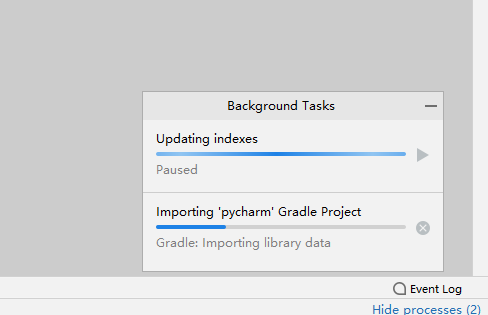 Background Tasks
Updating indexes
Paused
Importing 'pycharm' Gradle Project
Gradle: Importing library data
Event Log
Hide processes (2)